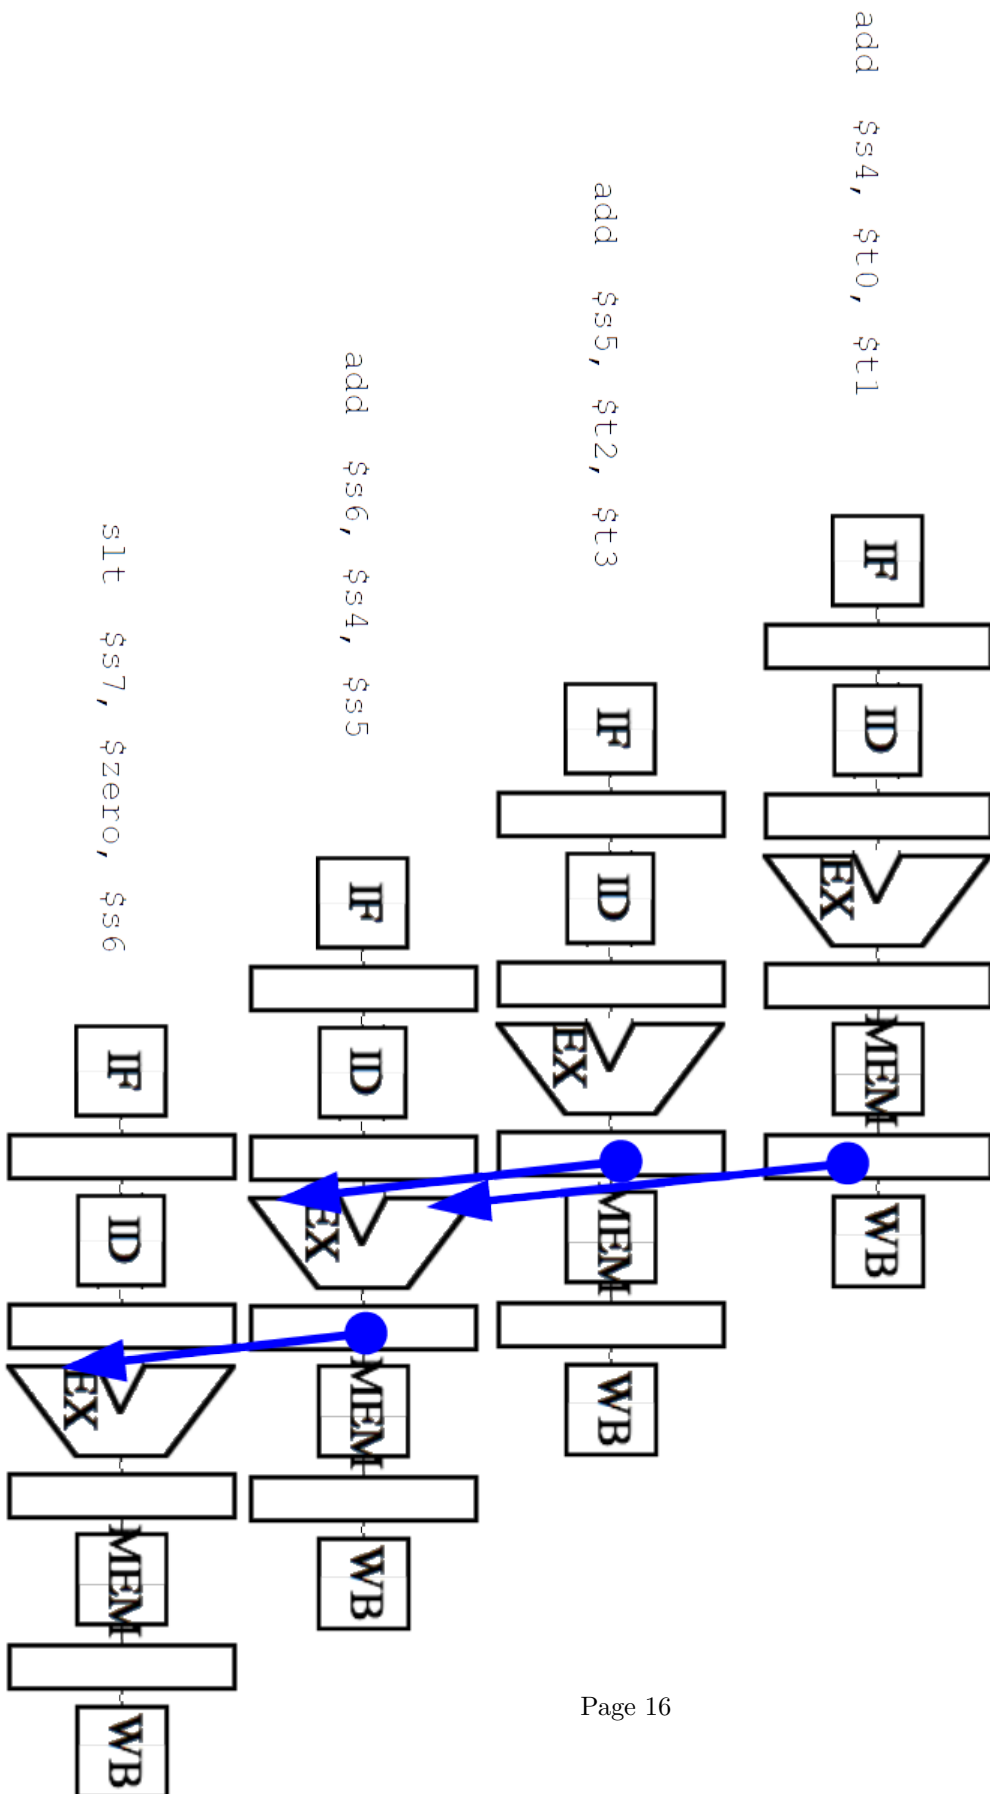 add $s4, $t0, $t1
IF ID EX MEM WB
add $s5, $t2, $t3
IF ID EX MEM WB
add $s6, $s4, $s5
IF ID EX MEM WB
slt $s7, $zero, $s6
IF ID EX MEM WB
Page 16